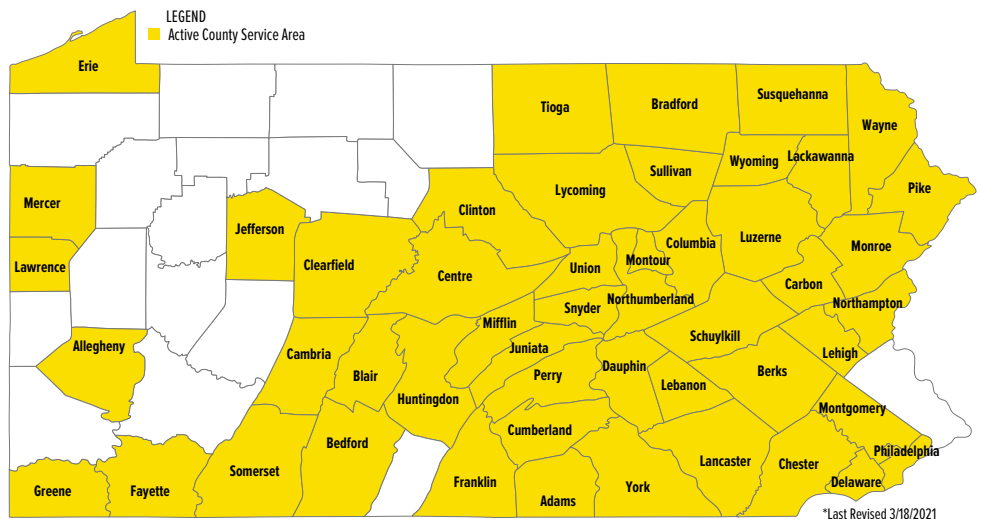 LEGEND
Active County Service Area
Erie
Tioga
Bradford
Susquehanna
Wayne
Wyoming
Lackawanna
Sullivan
Pike
Lycoming
Mercer
Clinton
Jefferson
Columbia
Luzerne
Monroe
Montour
Lawrence
Clearfield
Centre
Union
Carbon
Snyder
Northumberland
Northampton
Mifflin
Schuylkill
Allegheny
Juniata
Cambria
Lehigh
Dauphin
Berks
Blair
Perry
Lebanon
Huntingdon
Montgomery
Cumberland
Bedford
Philadelphia
Lancaster
Chester
Somerset
Franklin
Delaware
York
Greene
Fayette
Adams
*Last Revised 3/18/2021